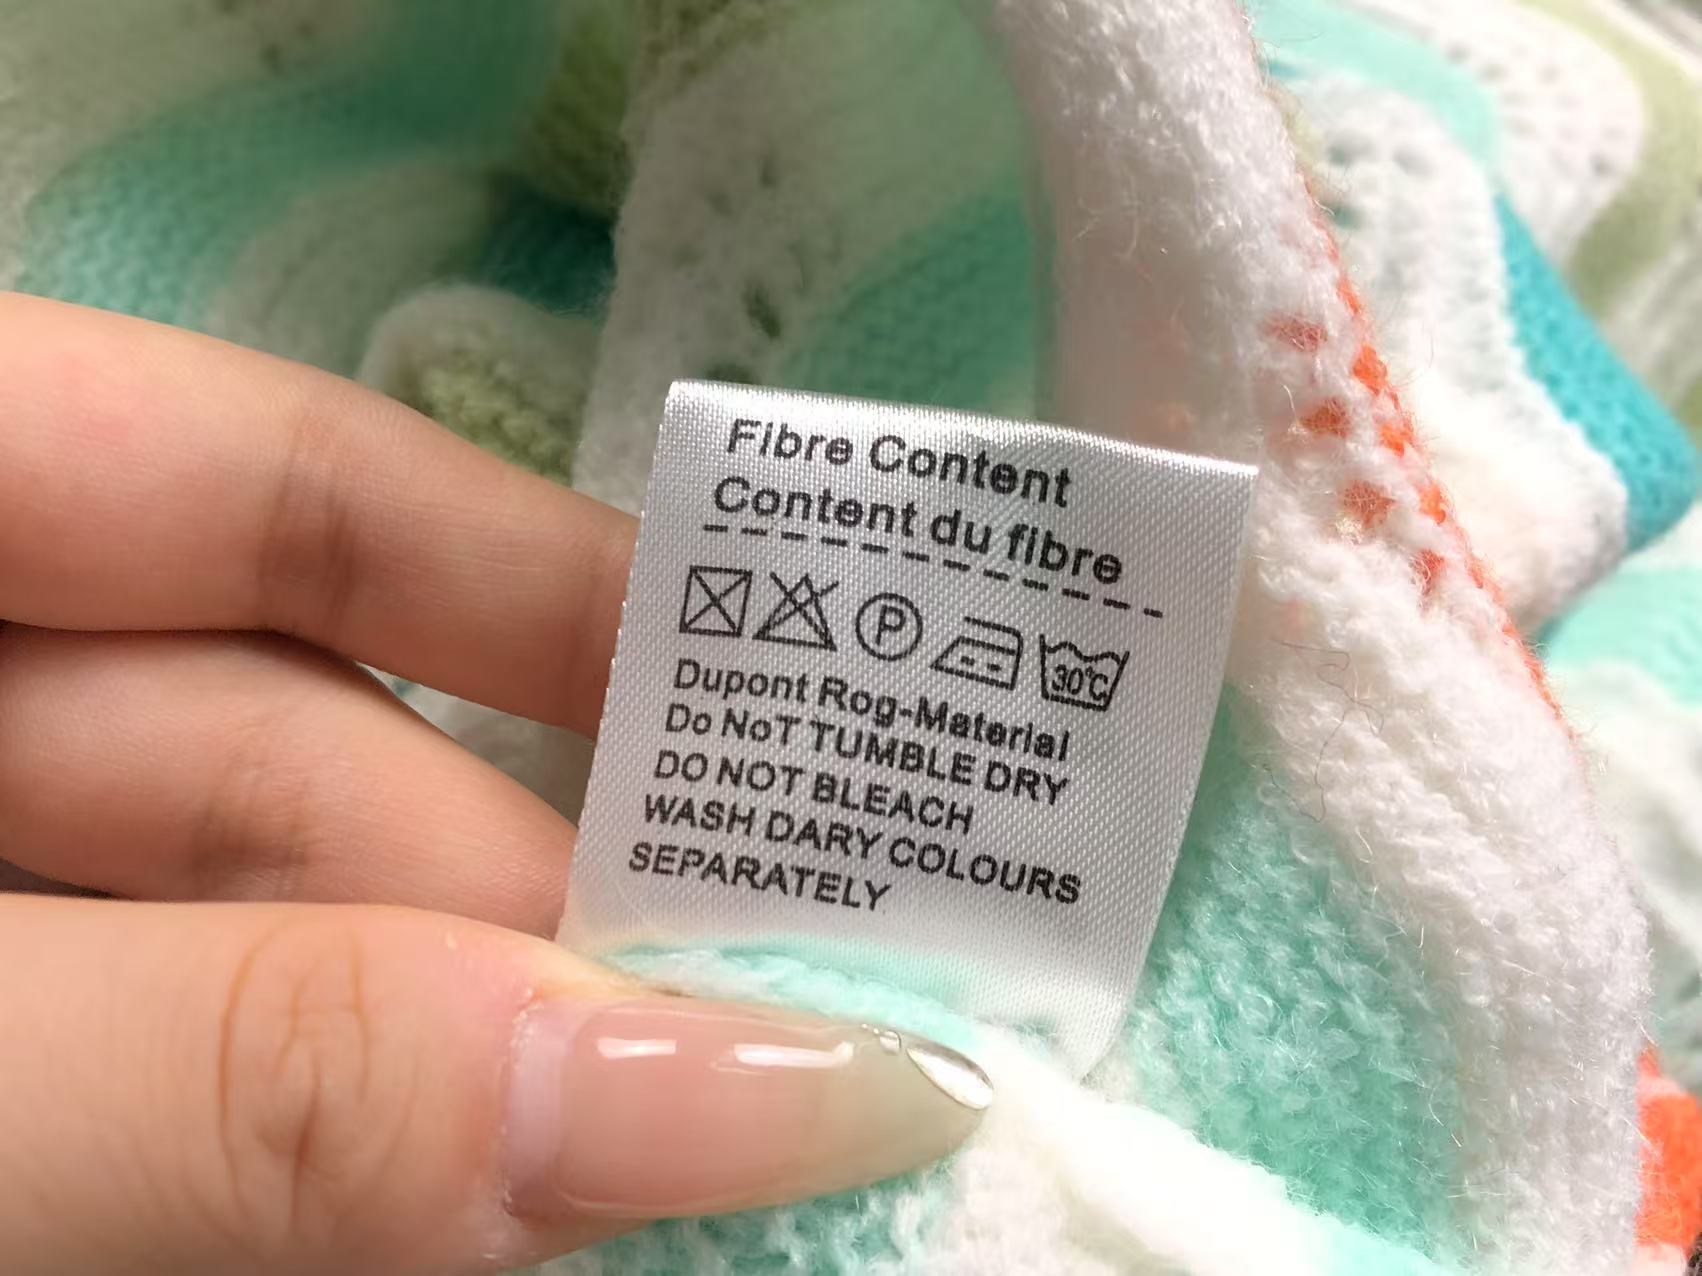 Fibre Content
Content du fibre
P
30°C
Dupont Rog-Material
Do NoT TUMBLE DRY
DO NOT BLEACH
WASH DARY COLOURS
SEPARATELY